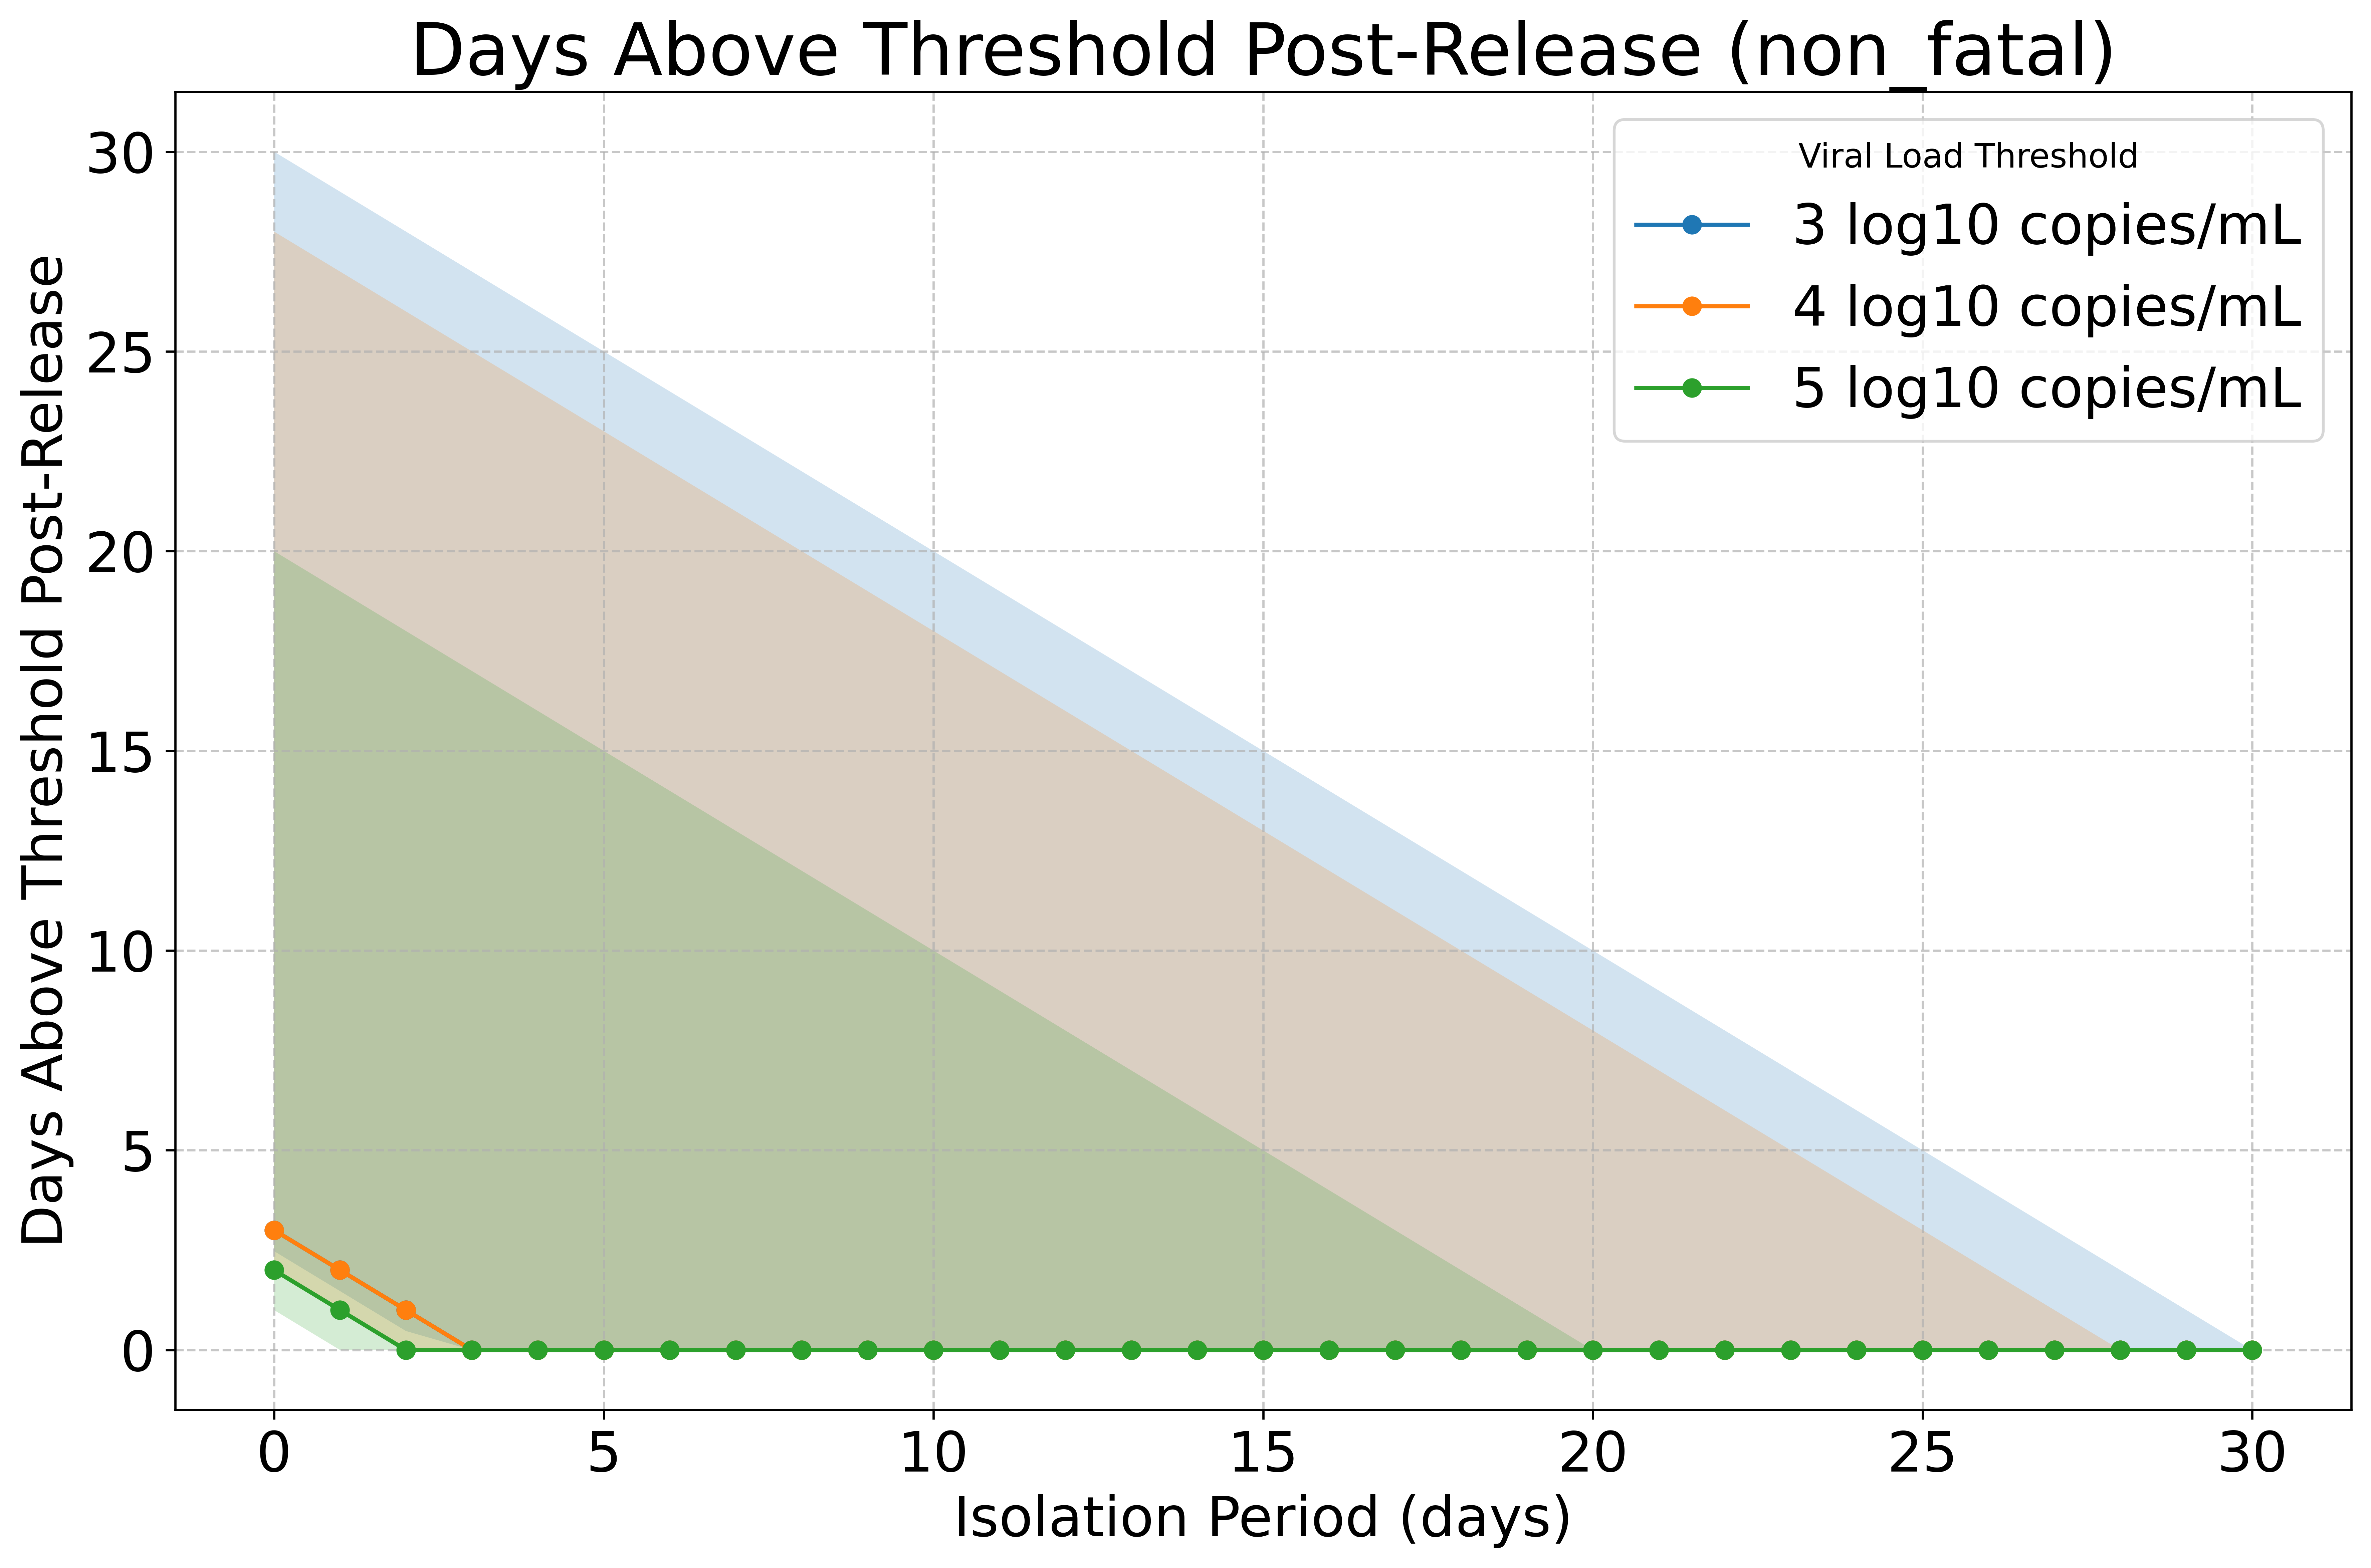 Days Above Threshold Post-Release (non_fatal)
Days Above Threshold Post-Release
30
25
20
15
10
5
0
Viral Load Threshold
3 log10 copies/mL
4 log10 copies/mL
5 log10 copies/mL
0 5 10 15 20 25 30
Isolation Period (days)